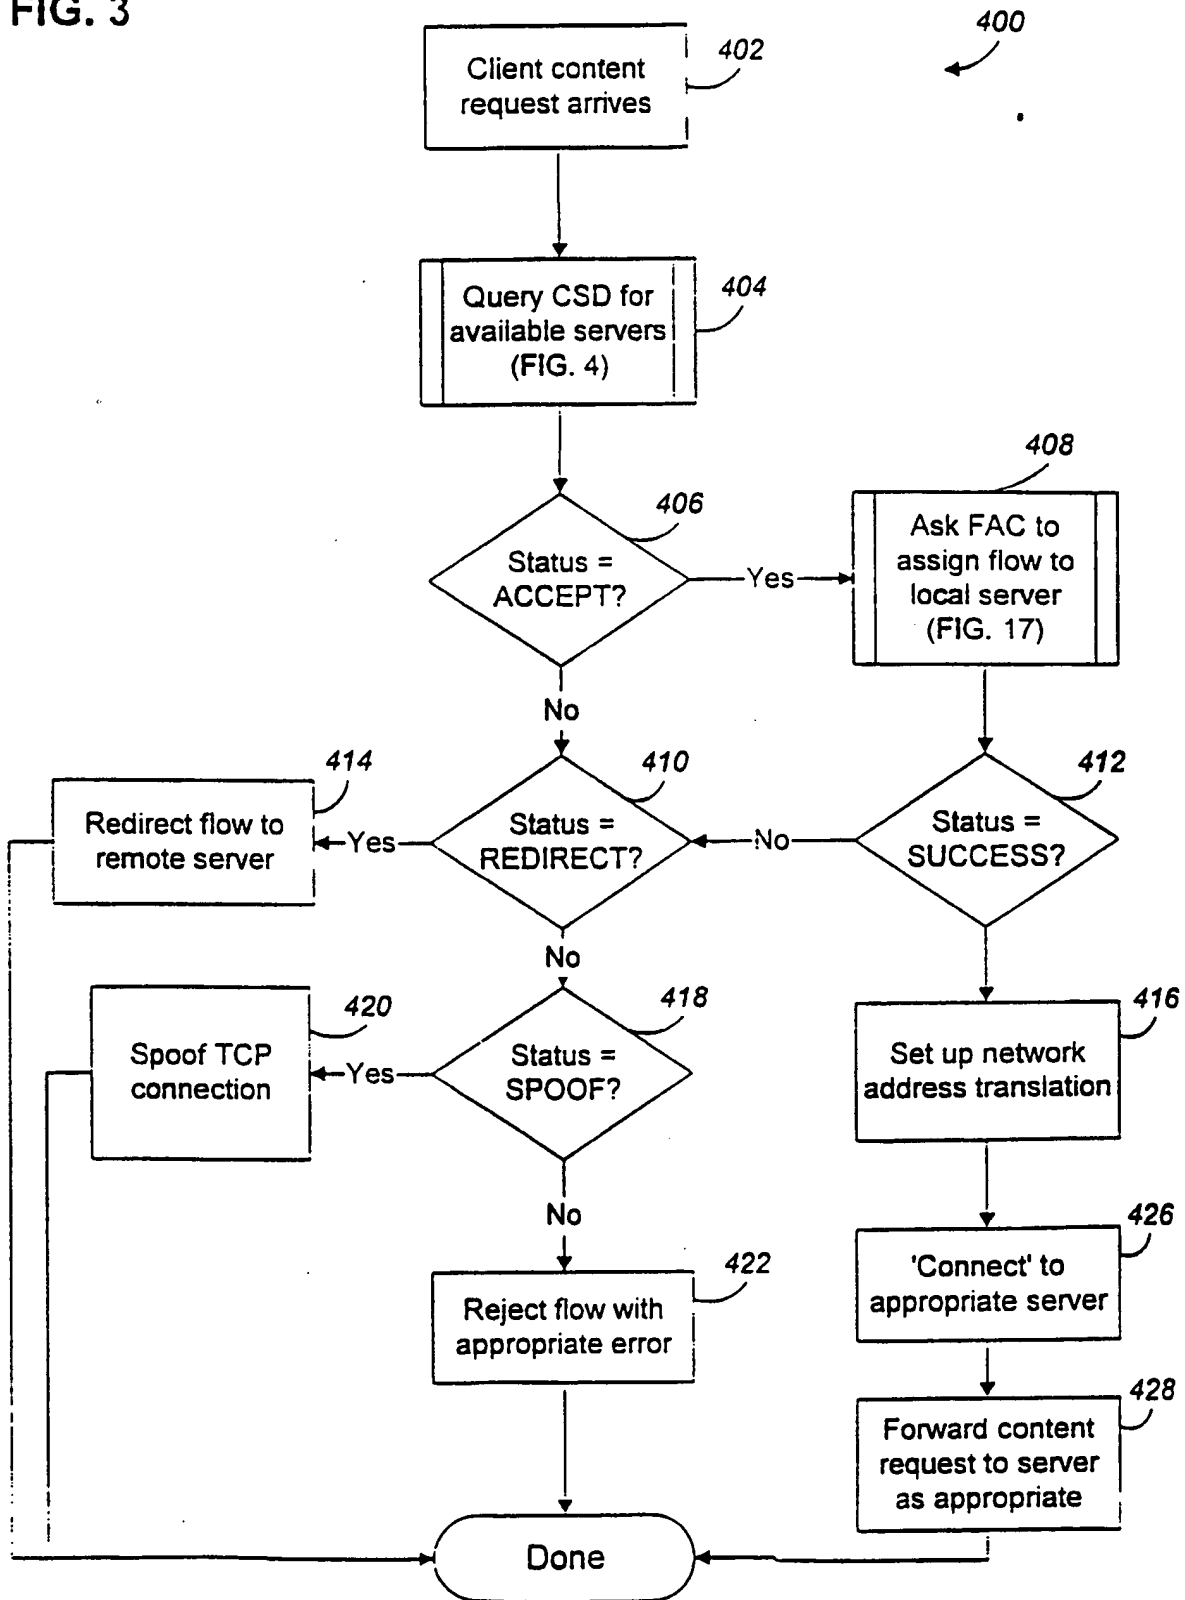 FIG. 3
400
402
Client content
request arrives
404
Query CSD for
available servers
(FIG. 4)
406
Status =
ACCEPT?
Yes
408
Ask FAC to
assign flow to
local server
(FIG. 17)
No
414
Redirect flow to
remote server
Yes
410
Status =
REDIRECT?
No
412
Status =
SUCCESS?
No
420
Spoof TCP
connection
Yes
418
Status =
SPOOF?
416
Set up network
address translation
No
422
Reject flow with
appropriate error
426
'Connect' to
appropriate server
428
Forward content
request to server
as appropriate
Done